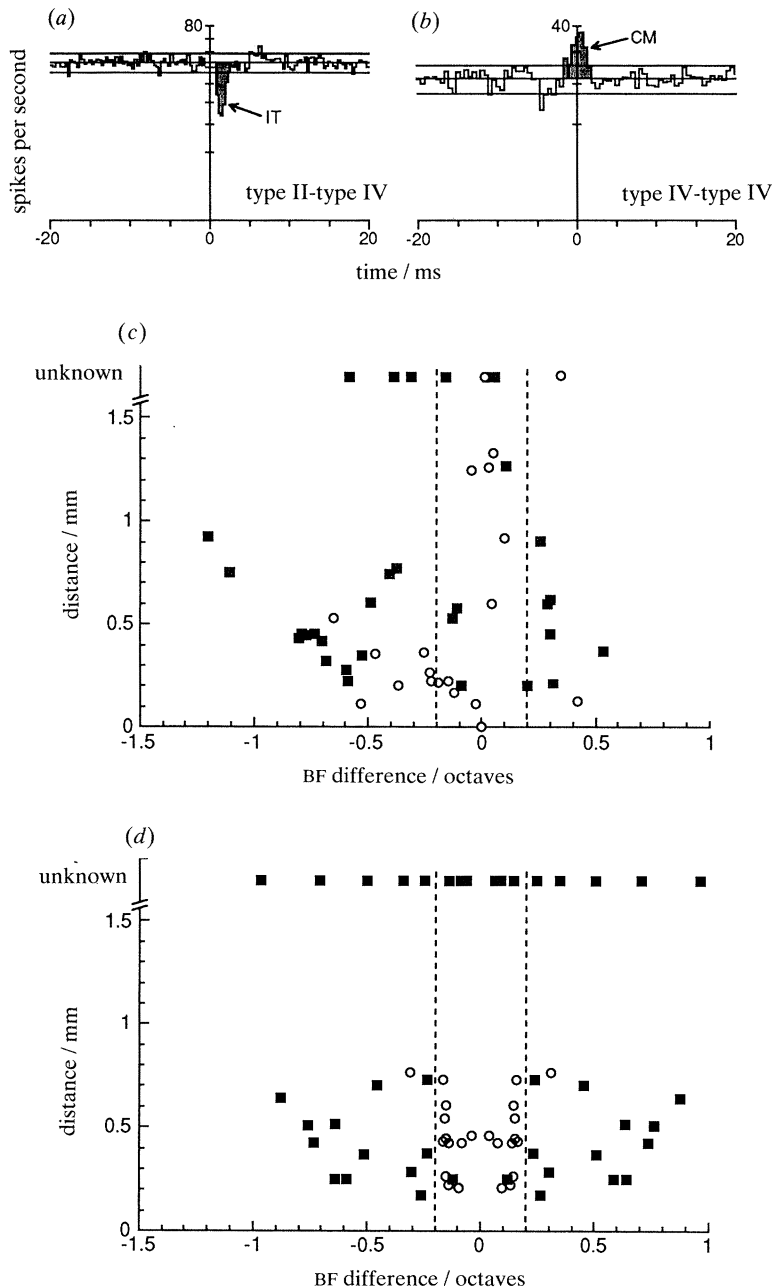 (a)
80
IT
type II-type IV
-20
0
20
(b)
40
CM
type IV-type IV
-20
0
20
spikes per second
time / ms
(c)
unknown
1.5
1
0.5
0
-1.5
-1
-0.5
0
0.5
1
distance / mm
BF difference / octaves
(d)
unknown
1.5
1
0.5
0
-1
-0.5
0
0.5
1
distance / mm
BF difference / octaves